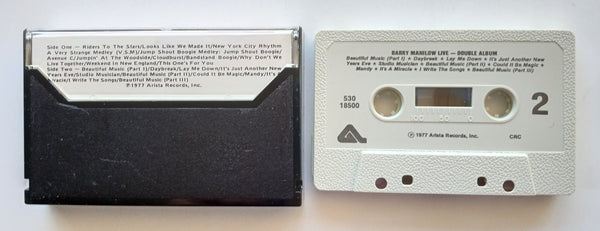 Side One — Riders To The Stars/Looks Like We Made It/New York City Rhythm
A Very Strange Medley (V.S.M)/Jump Shout Boogie Medley: Jump Shout Boogie/
Avenue C/Jumpin' At The Woodside/Cloudburst/Bandstand Boogie/Why Don't We
Live Together/Weekend In New England/This One's For You
Side Two — Beautiful Music (Part I)/Daybreak/Lay Me Down/It's Just Another New
Years Eve/Studio Musician/Beautiful Music (Part II)/Could It Be Magic/Mandy/It's
A Miracle/I Write The Songs/Beautiful Music (Part III)
℗1977 Arista Records, Inc.
BARRY MANILOW LIVE — DOUBLE ALBUM
Beautiful Music (Part I) • Daybreak • Lay Me Down • It's Just Another New
Years Eve • Studio Musician • Beautiful Music (Part II) • Could It Be Magic •
Mandy • It's A Miracle • I Write The Songs • Beautiful Music (Part III)
530
18500
2
℗ 1977 Arista Records, Inc.
CRC